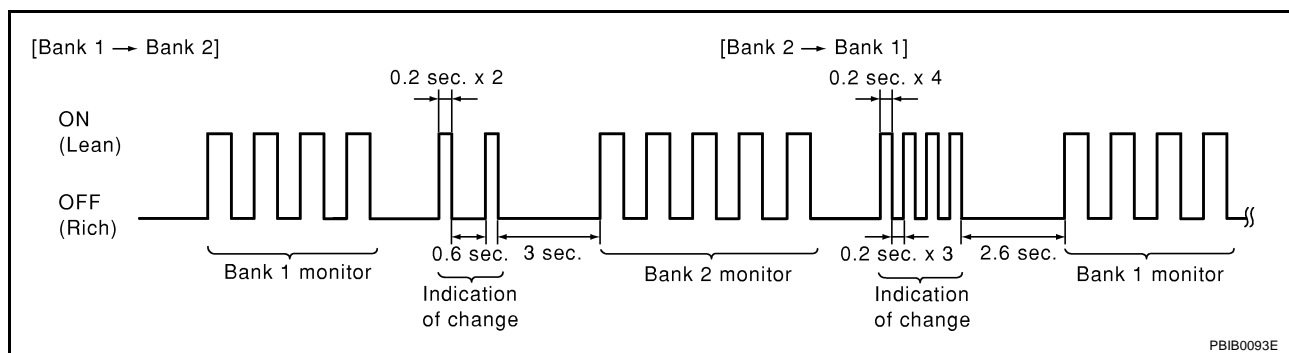 [Bank 1 → Bank 2]
[Bank 2 → Bank 1]
0.2 sec. x 2
0.2 sec. x 4
ON
(Lean)
OFF
(Rich)
0.6 sec.
3 sec.
0.2 sec. x 3
2.6 sec.
Bank 1 monitor
Indication
of change
Bank 2 monitor
Indication
of change
Bank 1 monitor
PBIB0093E